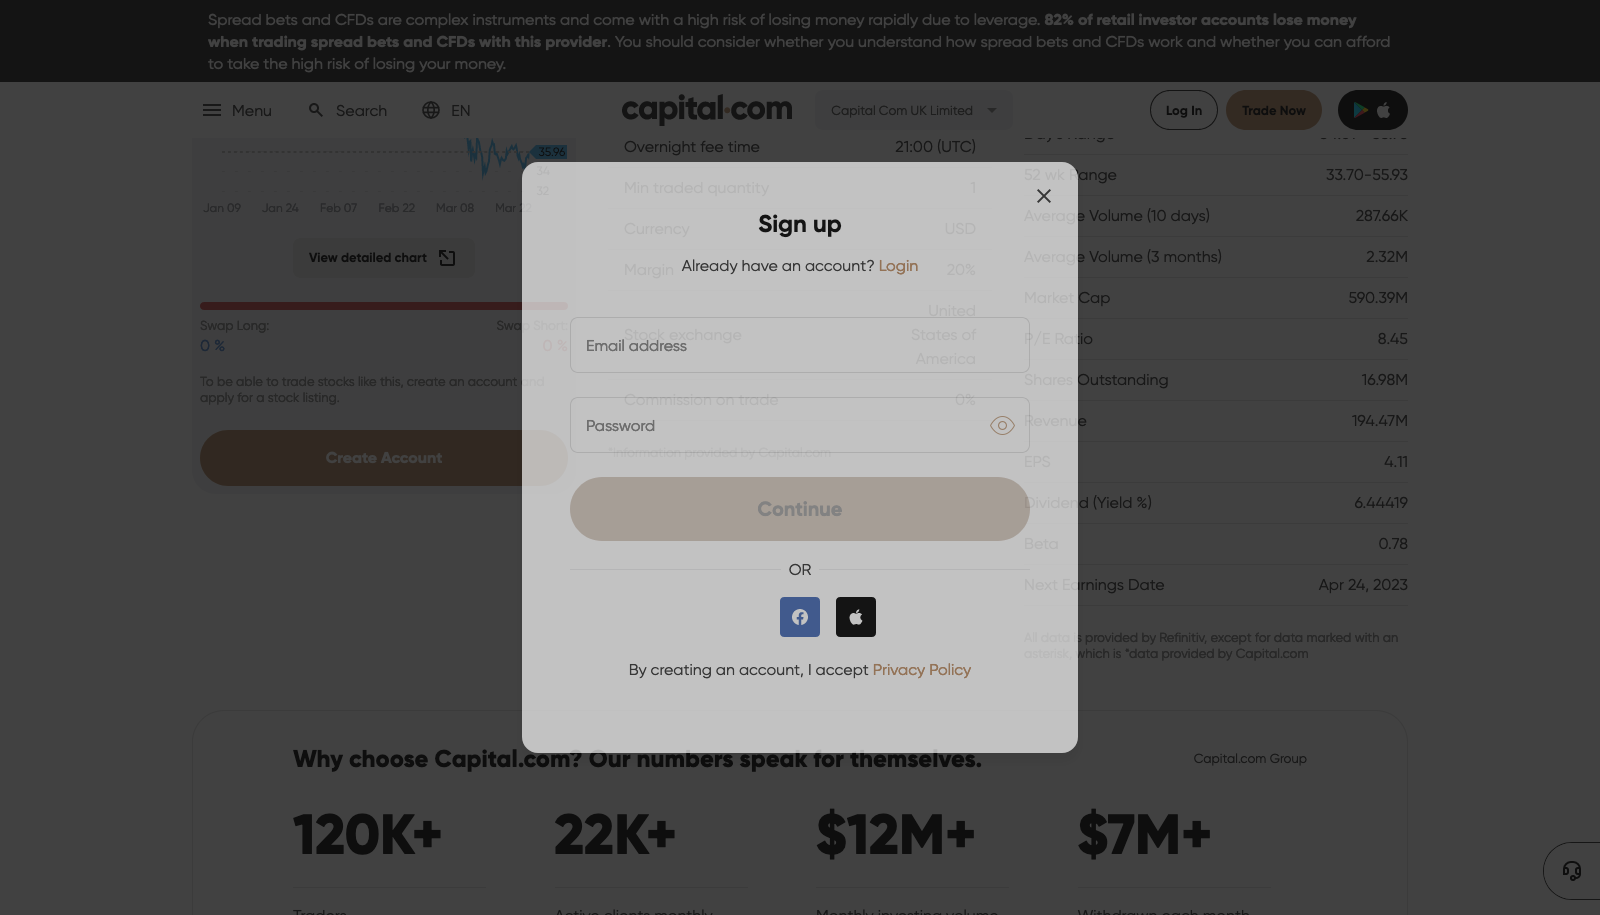 Spread bets and CFDs are complex instruments and come with a high risk of losing money rapidly due to leverage. 82% of retail investor accounts lose money
when trading spread bets and CFDs with this provider. You should consider whether you understand how spread bets and CFDs work and whether you can afford
to take the high risk of losing your money.
Menu
Search
EN
capital.com
Capital Com UK Limited
Log In
Trade Now
35.96
34
32
Jan 09 Jan 24 Feb 07 Feb 22 Mar 08 Mar 2
View detailed chart
Swap Long:
Swap Short:
0 %
0 %
To be able to trade stocks like this, create an account and
apply for a stock listing.
Create Account
Overnight fee time
21:00 (UTC)
Min traded quantity
1
Currency
USD
Margin
20%
Stock exchange
United
States of
America
Commission on trade
0%
*Information provided by Capital.com
Sign up
Already have an account? Login
Email address
Password
Continue
OR
By creating an account, I accept Privacy Policy
52 wk Range
33.70-55.93
Average Volume (10 days)
287.66K
Average Volume (3 months)
2.32M
Market Cap
590.39M
P/E Ratio
8.45
Shares Outstanding
16.98M
Revenue
194.47M
EPS
4.11
Dividend (Yield %)
6.44419
Beta
0.78
Next Earnings Date
Apr 24, 2023
All data is provided by Refinitiv, except for data marked with an
asterisk, which is *data provided by Capital.com
Why choose Capital.com? Our numbers speak for themselves.
Capital.com Group
120K+
22K+
$12M+
$7M+
Traders
Active clients monthly
Monthly investing volume
Withdrawn each month